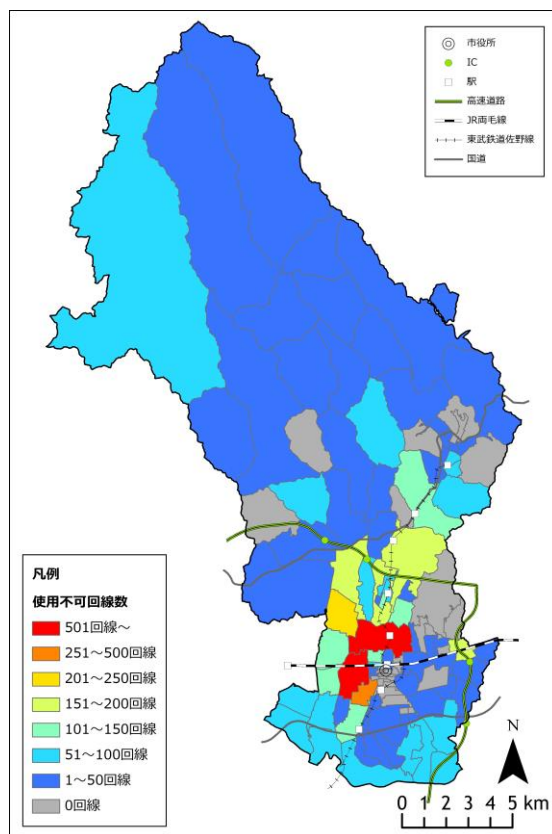 市役所
IC
駅
高速道路
JR両毛線
東武鉄道佐野線
国道
凡例
使用不可回線数
501回線～
251～500回線
201～250回線
151～200回線
101～150回線
51～100回線
1～50回線
0回線
N
0 1 2 3 4 5 km